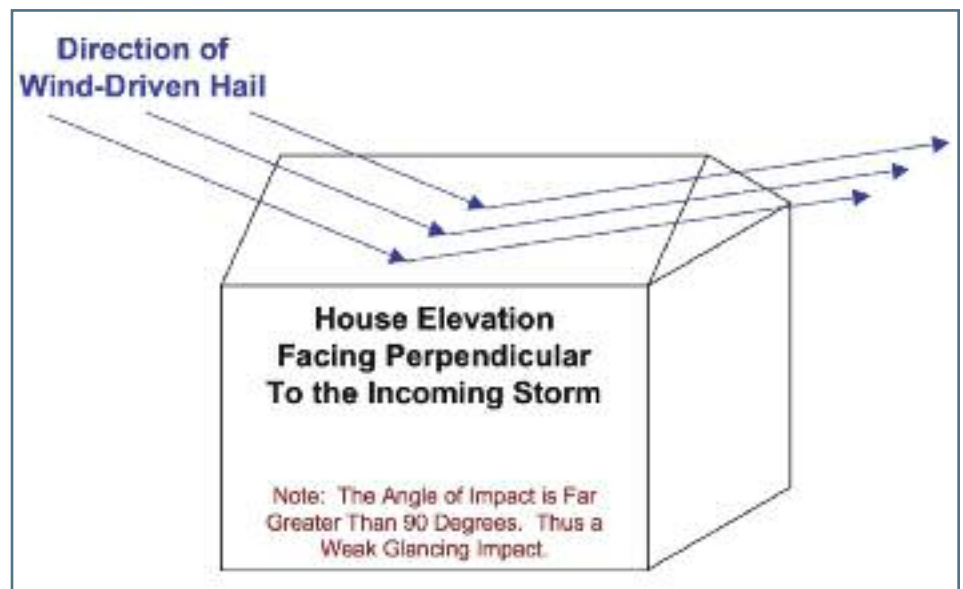 Direction of
Wind-Driven Hail
House Elevation
Facing Perpendicular
To the Incoming Storm
Note: The Angle of Impact is Far
Greater Than 90 Degrees. Thus a
Weak Glancing Impact.